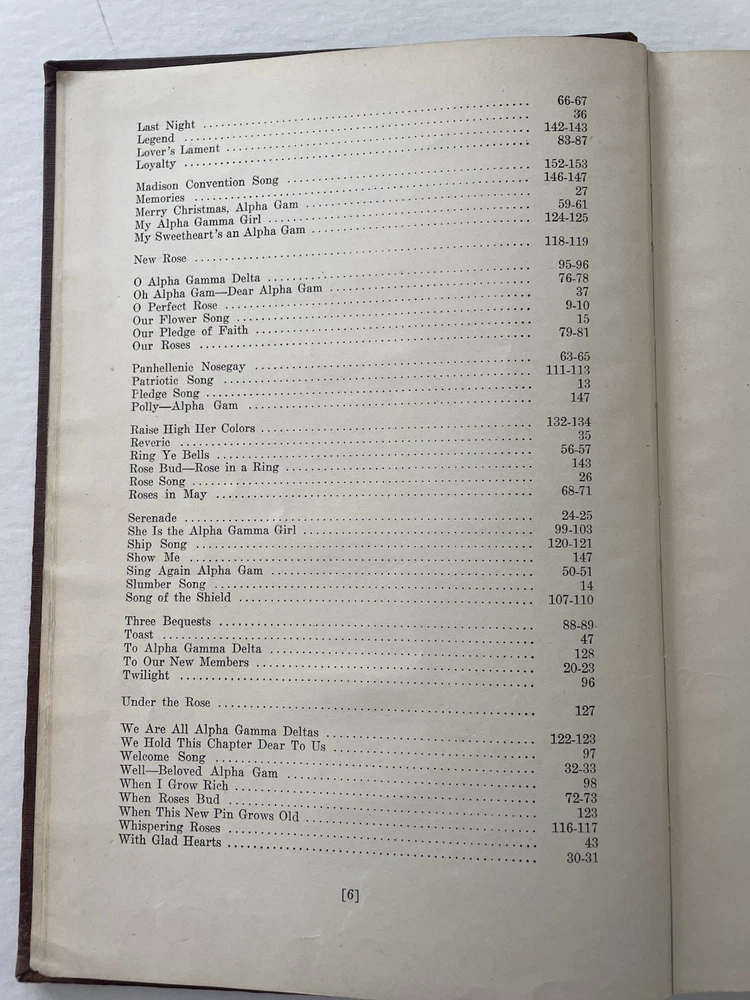 Last Night ........ 66-67
Legend ........ 36
Lover's Lament ........ 142-143
Loyalty ........ 83-87
Madison Convention Song ........ 152-153
Memories ........ 146-147
Merry Christmas, Alpha Gam ........ 27
My Alpha Gamma Girl ........ 59-61
My Sweetheart's an Alpha Gam ........ 124-125
New Rose ........ 118-119
O Alpha Gamma Delta ........ 95-96
Oh Alpha Gam—Dear Alpha Gam ........ 76-78
O Perfect Rose ........ 37
Our Flower Song ........ 9-10
Our Pledge of Faith ........ 15
Our Roses ........ 79-81
Panhellenic Nosegay ........ 63-65
Patriotic Song ........ 111-113
Pledge Song ........ 13
Polly—Alpha Gam ........ 147
Raise High Her Colors ........ 132-134
Reverie ........ 35
Ring Ye Bells ........ 56-57
Rose Bud—Rose in a Ring ........ 143
Rose Song ........ 26
Roses in May ........ 68-71
Serenade ........ 24-25
She Is the Alpha Gamma Girl ........ 99-103
Ship Song ........ 120-121
Show Me ........ 147
Sing Again Alpha Gam ........ 50-51
Slumber Song ........ 14
Song of the Shield ........ 107-110
Three Bequests ........ 88-89
Toast ........ 47
To Alpha Gamma Delta ........ 128
To Our New Members ........ 20-23
Twilight ........ 96
Under the Rose ........ 127
We Are All Alpha Gamma Deltas ........ 122-123
We Hold This Chapter Dear To Us ........ 97
Welcome Song ........ 32-33
Well—Beloved Alpha Gam ........ 98
When I Grow Rich ........ 72-73
When Roses Bud ........ 123
When This New Pin Grows Old ........ 116-117
Whispering Roses ........ 43
With Glad Hearts ........ 30-31
[6]